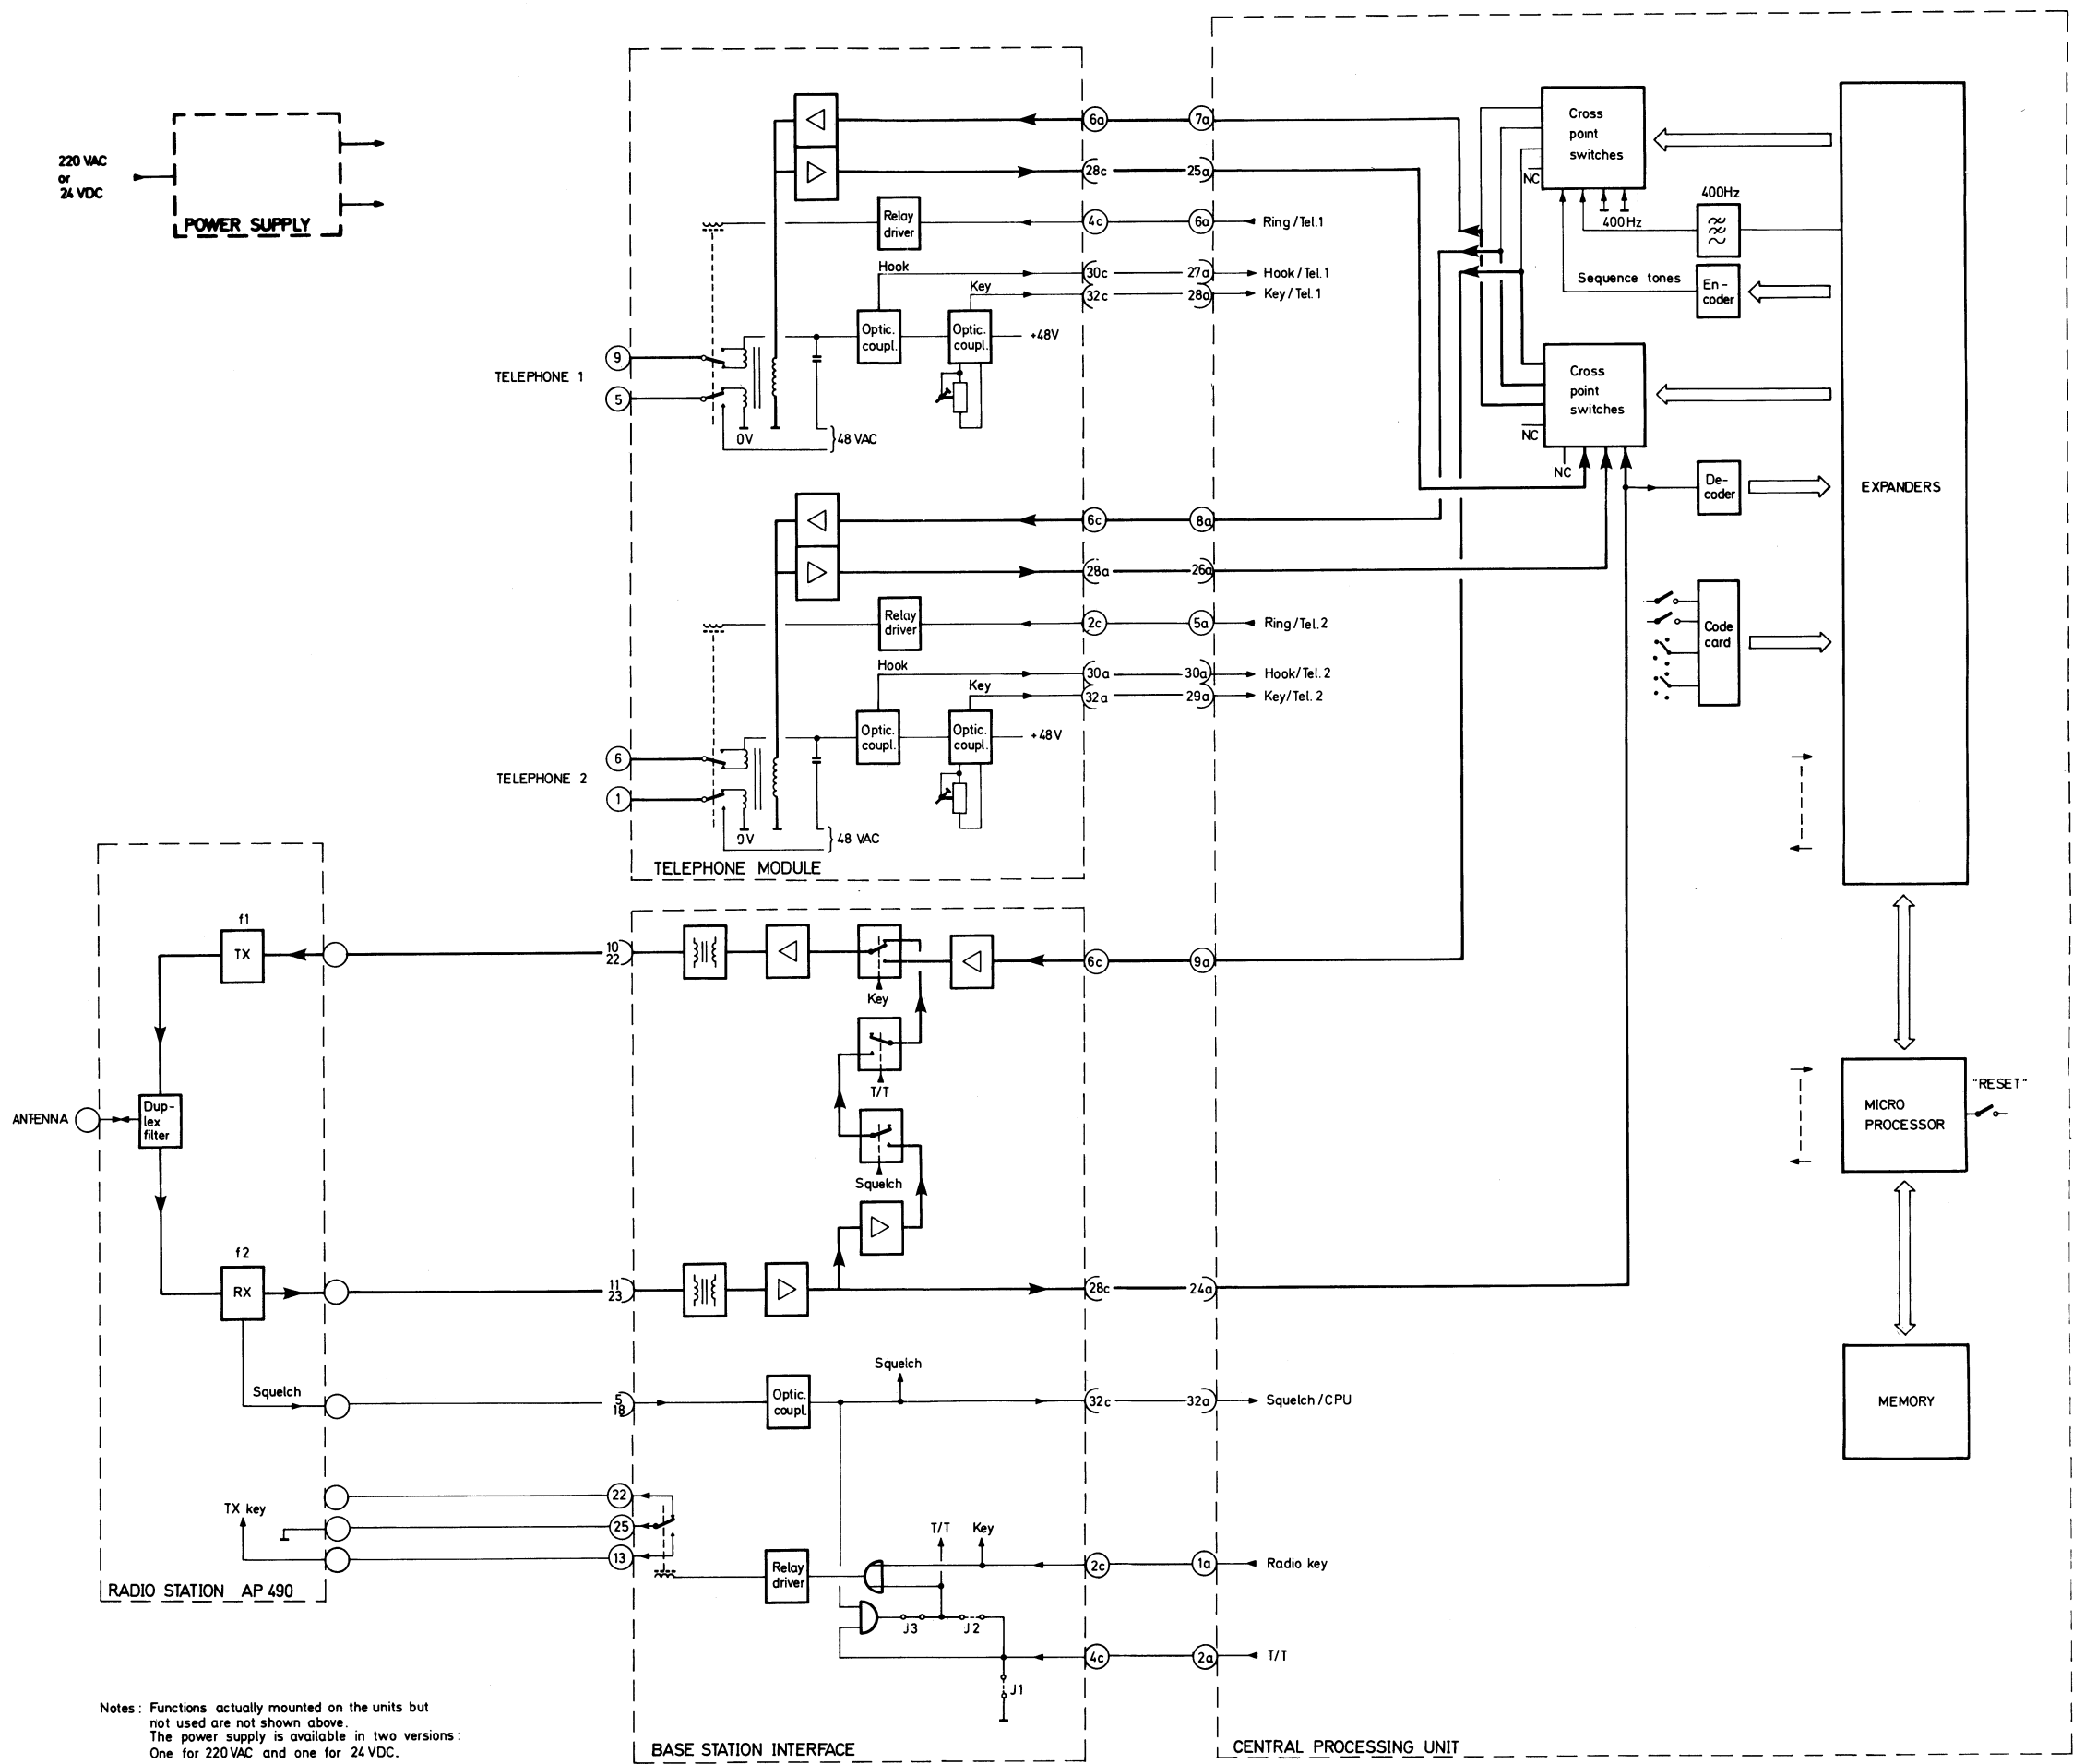 220 VAC
or
24 VDC
POWER SUPPLY
6a
7a
28c
25a
Relay
driver
4c
6a
Ring/Tel.1
Hook
30c
27a
Hook/Tel.1
Key
32c
28a
Key/Tel.1
Optic.
coupl.
Optic.
coupl.
+48V
TELEPHONE 1
9
5
0V
48 VAC
6c
8a
28a
26a
Relay
driver
2c
5a
Ring/Tel.2
Hook
30a
30a
Hook/Tel.2
Key
32a
29a
Key/Tel.2
Optic.
coupl.
Optic.
coupl.
+48V
TELEPHONE 2
6
1
0V
48 VAC
TELEPHONE MODULE
Cross
point
switches
NC
400Hz
400Hz
Sequence tones
En-
coder
Cross
point
switches
NC
NC
De-
coder
EXPANDERS
Code
card
MICRO
PROCESSOR
"RESET"
MEMORY
f1
TX
10
22
Key
6c
9a
T/T
ANTENNA
Dup-
lex
filter
Squelch
f2
RX
11
23
28c
24a
Squelch
Squelch
5
18
Optic.
coupl.
32c
32a
Squelch/CPU
TX key
22
25
13
T/T
Key
Relay
driver
2c
1a
Radio key
J3
J2
4c
2a
T/T
J1
RADIO STATION AP 490
BASE STATION INTERFACE
CENTRAL PROCESSING UNIT
Notes: Functions actually mounted on the units but
not used are not shown above.
The power supply is available in two versions:
One for 220 VAC and one for 24 VDC.